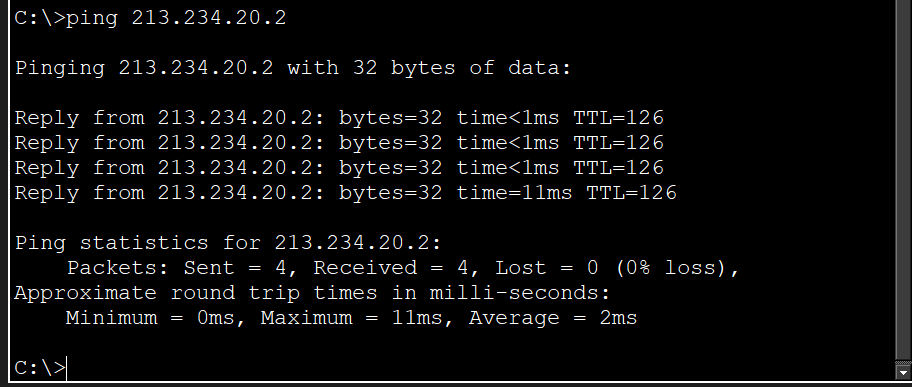 C:\>ping 213.234.20.2
Pinging 213.234.20.2 with 32 bytes of data:
Reply from 213.234.20.2: bytes=32 time<1ms TTL=126
Reply from 213.234.20.2: bytes=32 time<1ms TTL=126
Reply from 213.234.20.2: bytes=32 time<1ms TTL=126
Reply from 213.234.20.2: bytes=32 time=11ms TTL=126
Ping statistics for 213.234.20.2:
    Packets: Sent = 4, Received = 4, Lost = 0 (0% loss),
Approximate round trip times in milli-seconds:
    Minimum = 0ms, Maximum = 11ms, Average = 2ms
C:\>